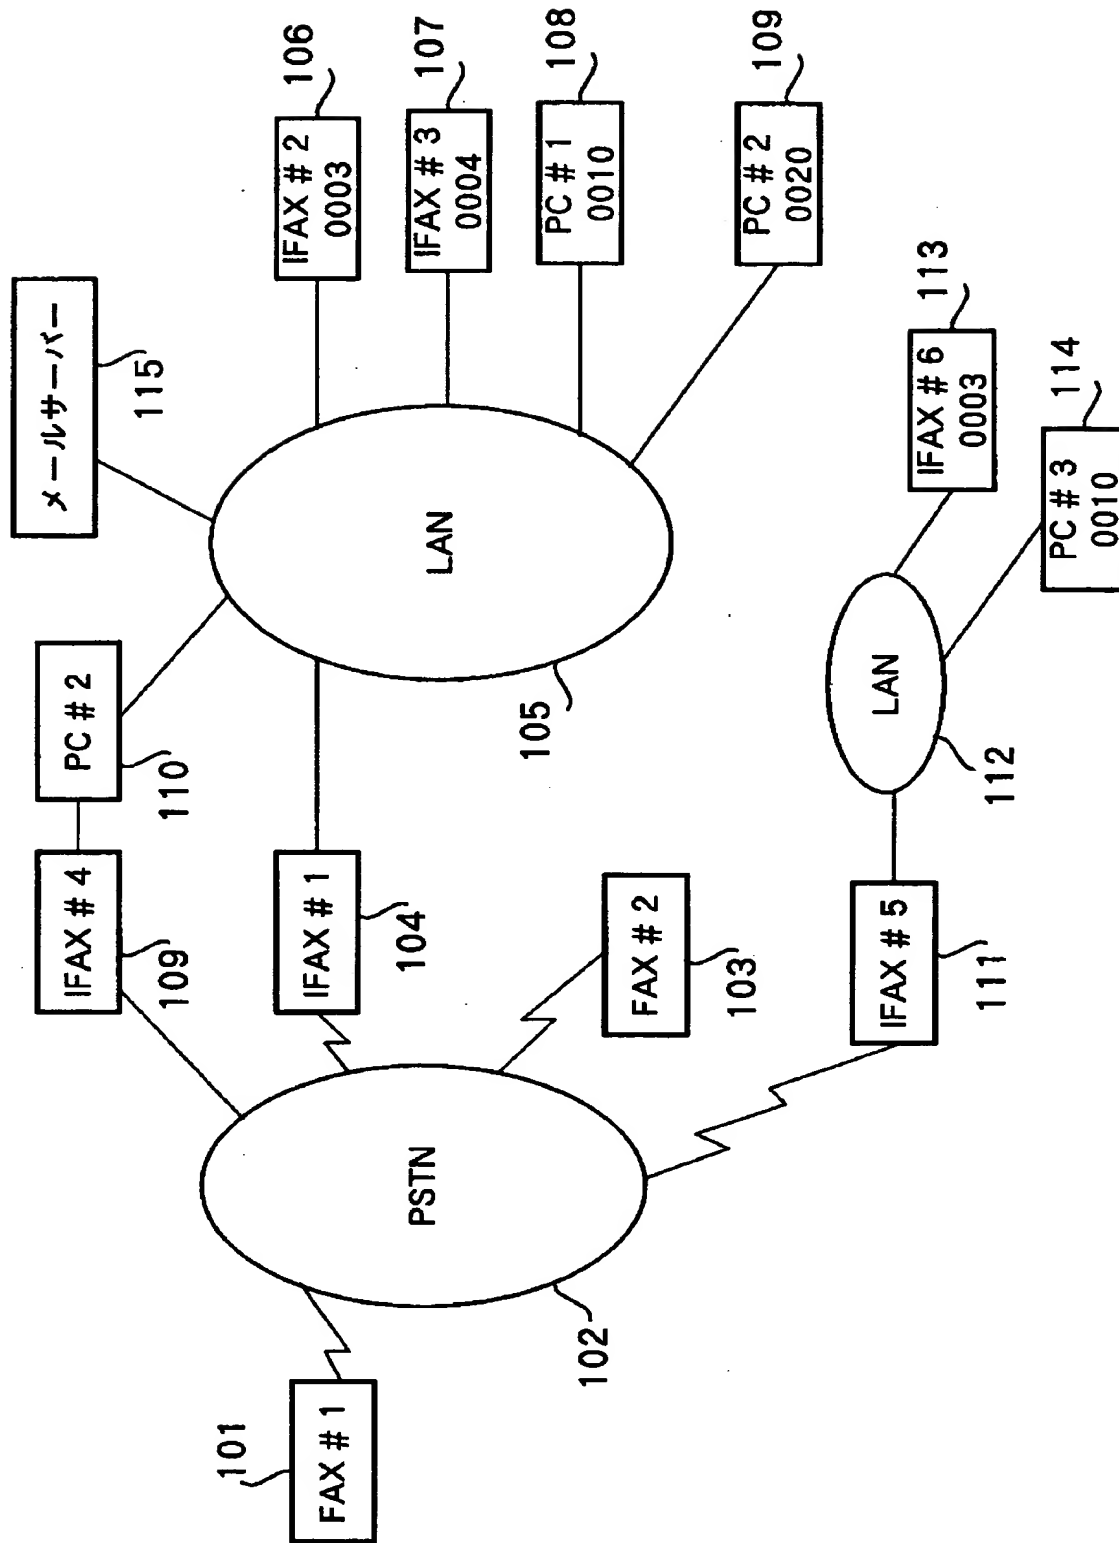 メールサーバー
115
IFAX # 2
0003
106
IFAX # 3
0004
107
PC # 1
0010
108
PC # 2
0020
109
PC # 2
110
IFAX # 4
109
LAN
105
IFAX # 1
104
FAX # 2
103
PSTN
102
FAX # 1
101
IFAX # 5
111
LAN
112
IFAX # 6
0003
113
PC # 3
0010
114